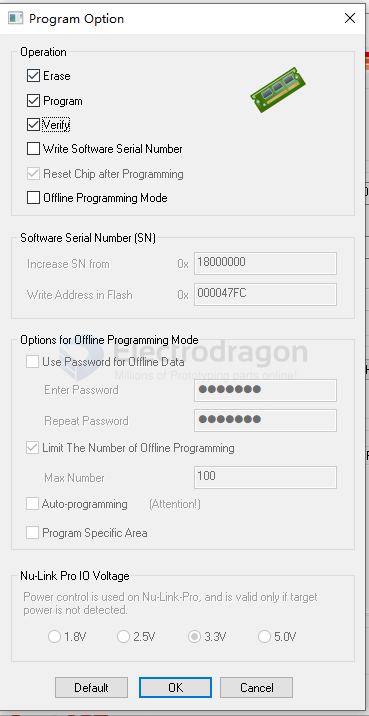 Program Option
Operation
Erase
Program
Verify
Write Software Serial Number
Reset Chip after Programming
Offline Programming Mode
Software Serial Number (SN)
Increase SN from 0x 18000000
Write Address in Flash 0x 000047FC
Options for Offline Programming Mode
Electrodragon
Use Password for Offline Data
Millions of Prototyping parts online!
Enter Password
Repeat Password
Limit The Number of Offline Programming
Max Number 100
Auto-programming (Attention!)
Program Specific Area
Nu-Link Pro IO Voltage
Power control is used on Nu-Link-Pro, and is valid only if target
power is not detected.
1.8V 2.5V 3.3V 5.0V
Default OK Cancel